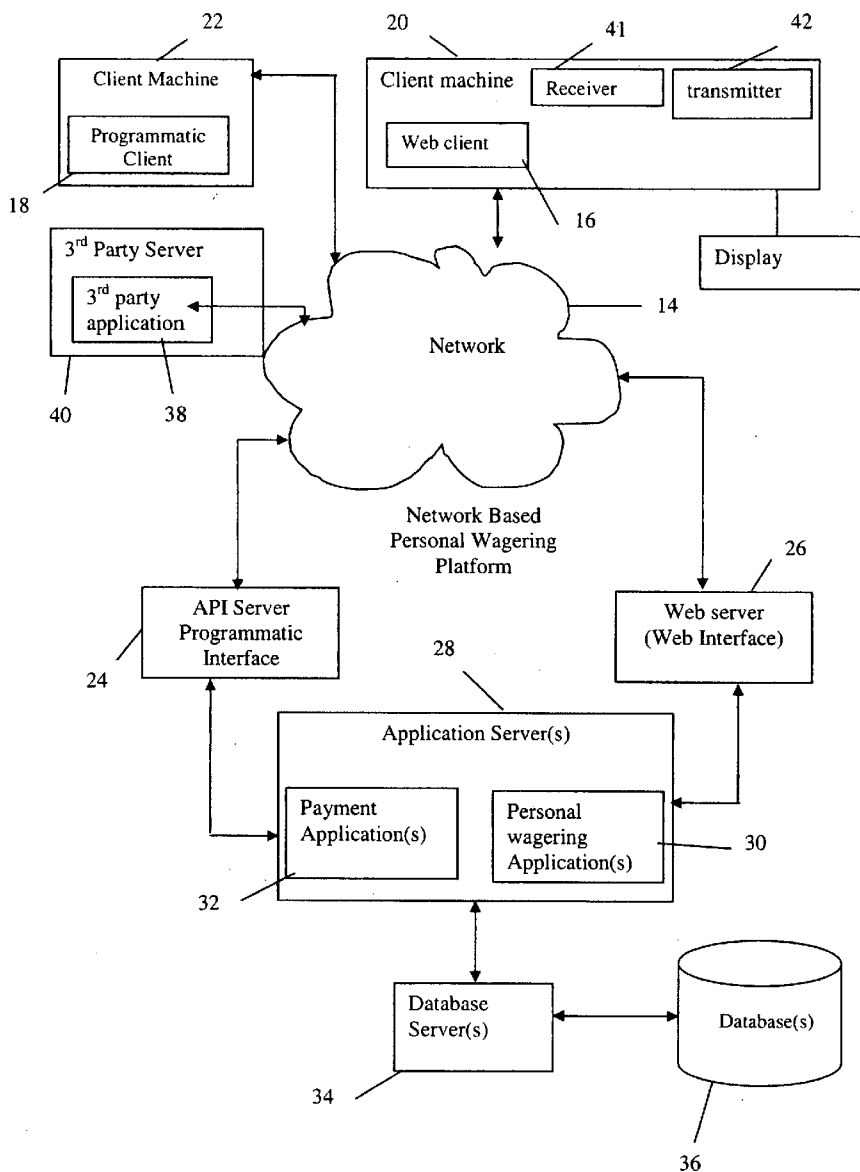 22
20
41
42
Client Machine
Programmatic
Client
18
Client machine
Receiver
transmitter
Web client
16
3rd Party Server
3rd party
application
40
38
Display
14
Network
Network Based
Personal Wagering
Platform
26
API Server
Programmatic
Interface
24
Web server
(Web Interface)
28
Application Server(s)
Payment
Application(s)
32
Personal
wagering
Application(s)
30
Database
Server(s)
34
Database(s)
36